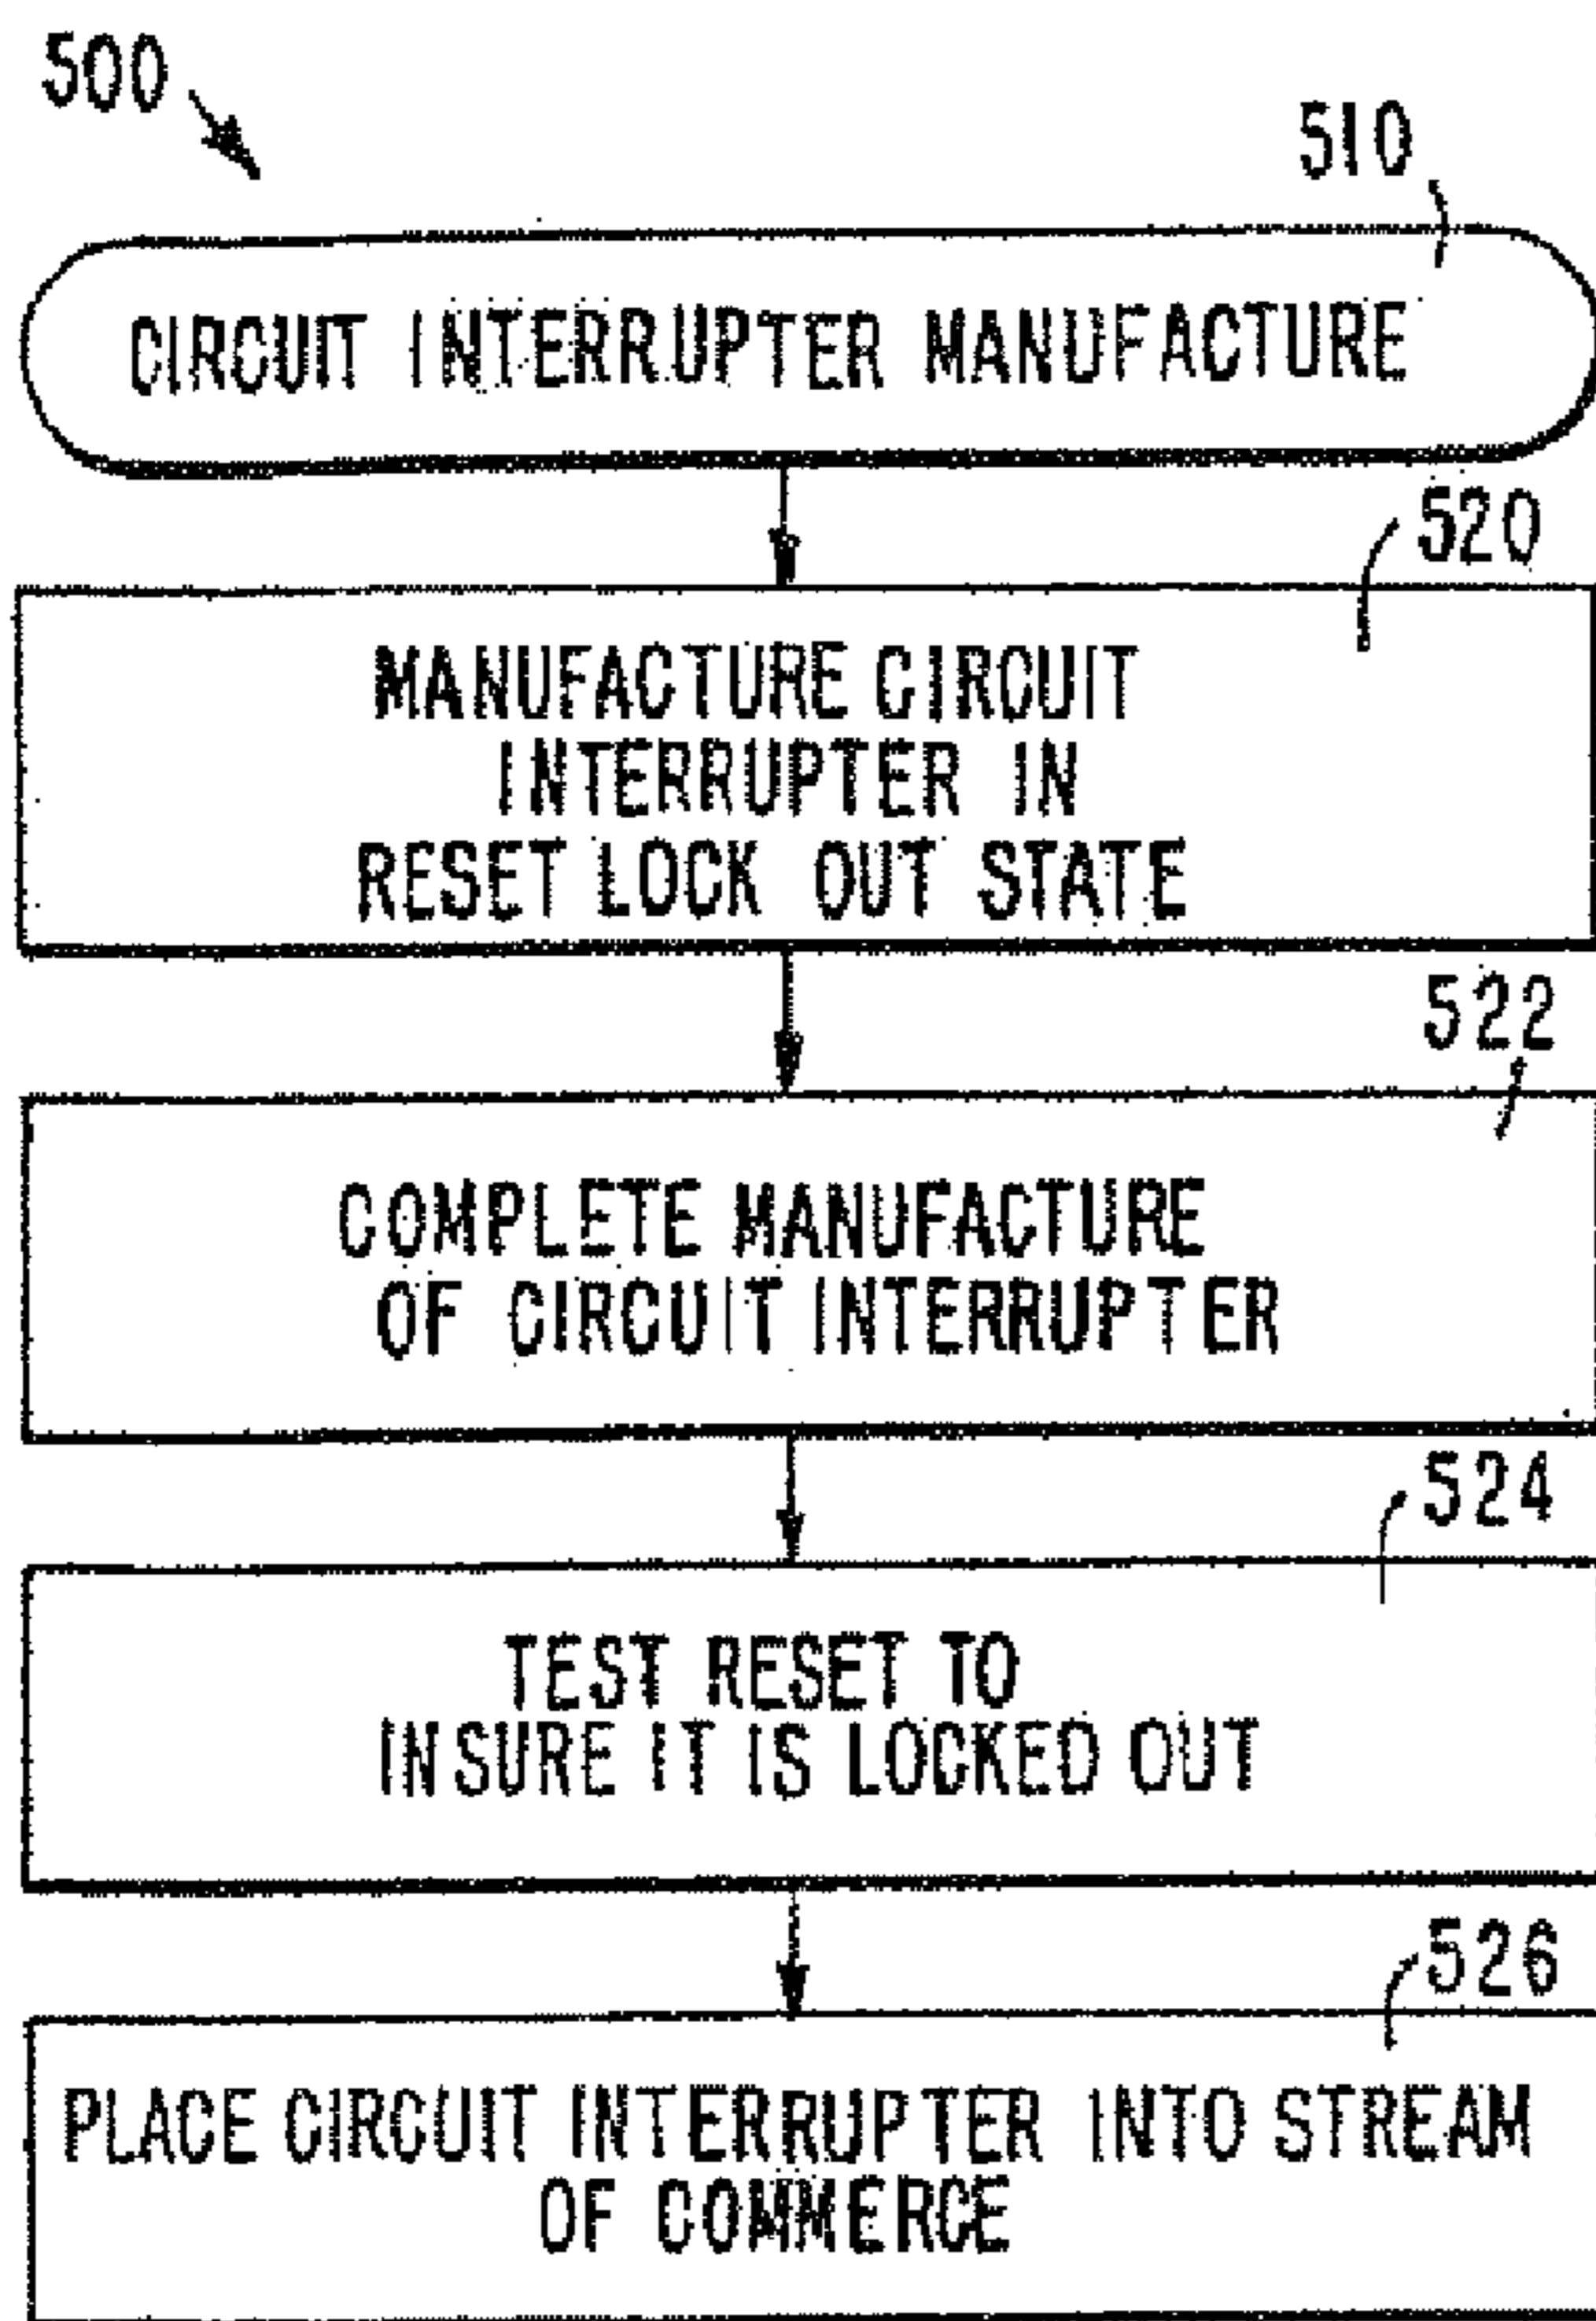 500
510
CIRCUIT INTERRUPTER MANUFACTURE
520
MANUFACTURE CIRCUIT
INTERRUPTER IN
RESET LOCK OUT STATE
522
COMPLETE MANUFACTURE
OF CIRCUIT INTERRUPTER
524
TEST RESET TO
INSURE IT IS LOCKED OUT
526
PLACE CIRCUIT INTERRUPTER INTO STREAM
OF COMMERCE